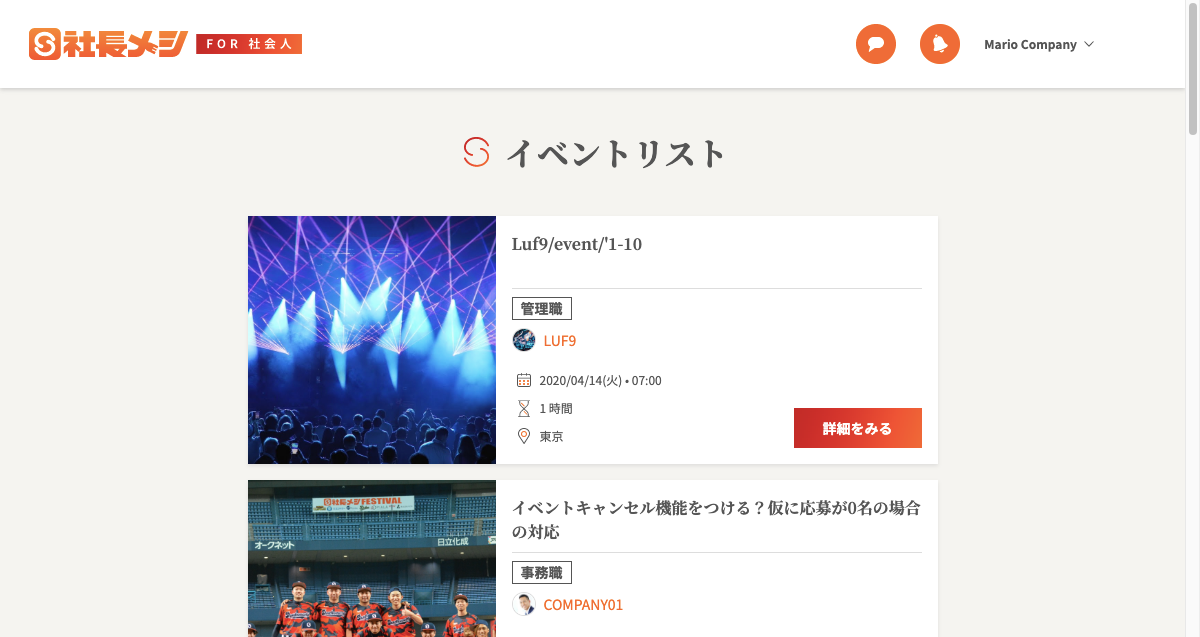 社長メシ FOR 社会人
Mario Company
イベントリスト
Luf9/event/'1-10
管理職
LUF9
2020/04/14(火) • 07:00
1 時間
東京
詳細をみる
社長メシ FESTIVAL
オークネット
日立化成
イベントキャンセル機能をつける？仮に応募が0名の場合
の対応
事務職
COMPANY01